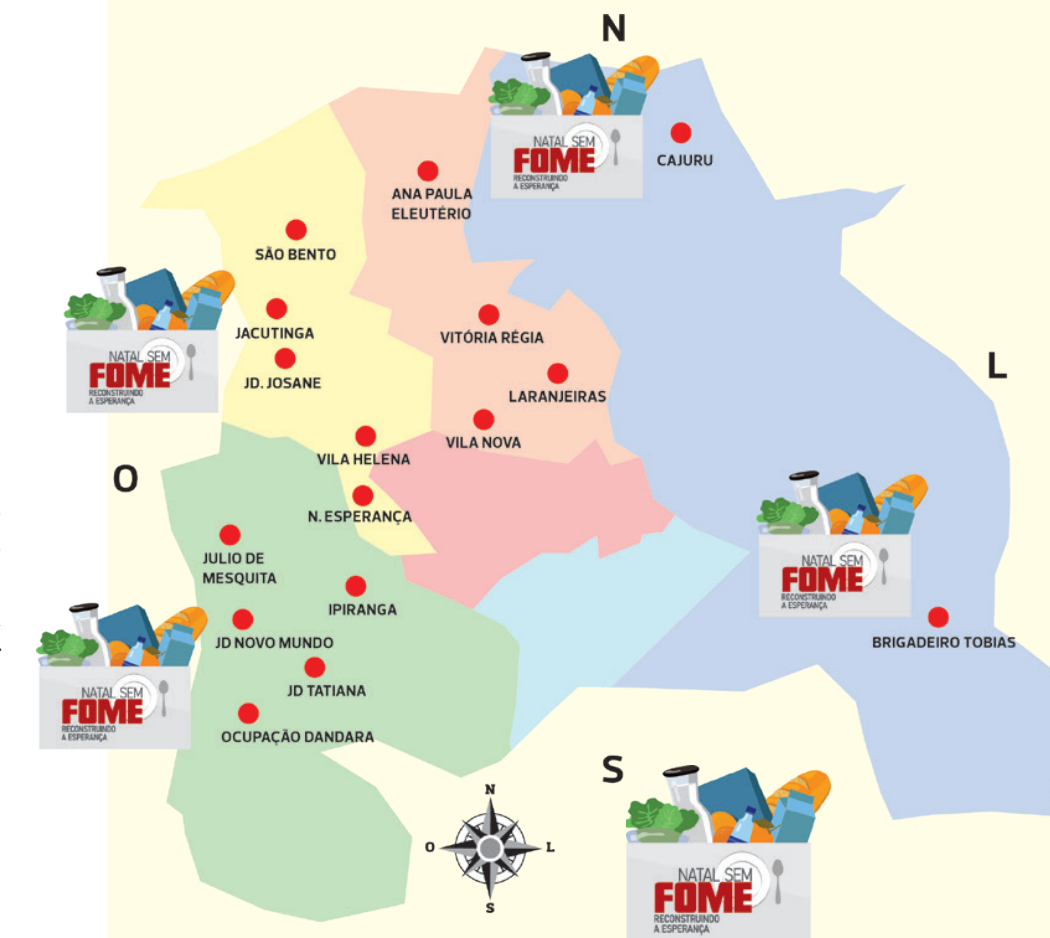 N
NATAL SEM
FOME
RECONSTRUINDO
A ESPERANÇA
CAJURU
ANA PAULA
ELEUTÉRIO
SÃO BENTO
NATAL SEM
FOME
RECONSTRUINDO
A ESPERANÇA
JACUTINGA
VITÓRIA RÉGIA
L
JD. JOSANE
LARANJEIRAS
VILA NOVA
VILA HELENA
O
N. ESPERANÇA
NATAL SEM
FOME
RECONSTRUINDO
A ESPERANÇA
JULIO DE
MESQUITA
IPIRANGA
BRIGADEIRO TOBIAS
JD NOVO MUNDO
NATAL SEM
FOME
RECONSTRUINDO
A ESPERANÇA
JD TATIANA
OCUPAÇÃO DANDARA
S
N
O
L
S
NATAL SEM
FOME
RECONSTRUINDO
A ESPERANÇA